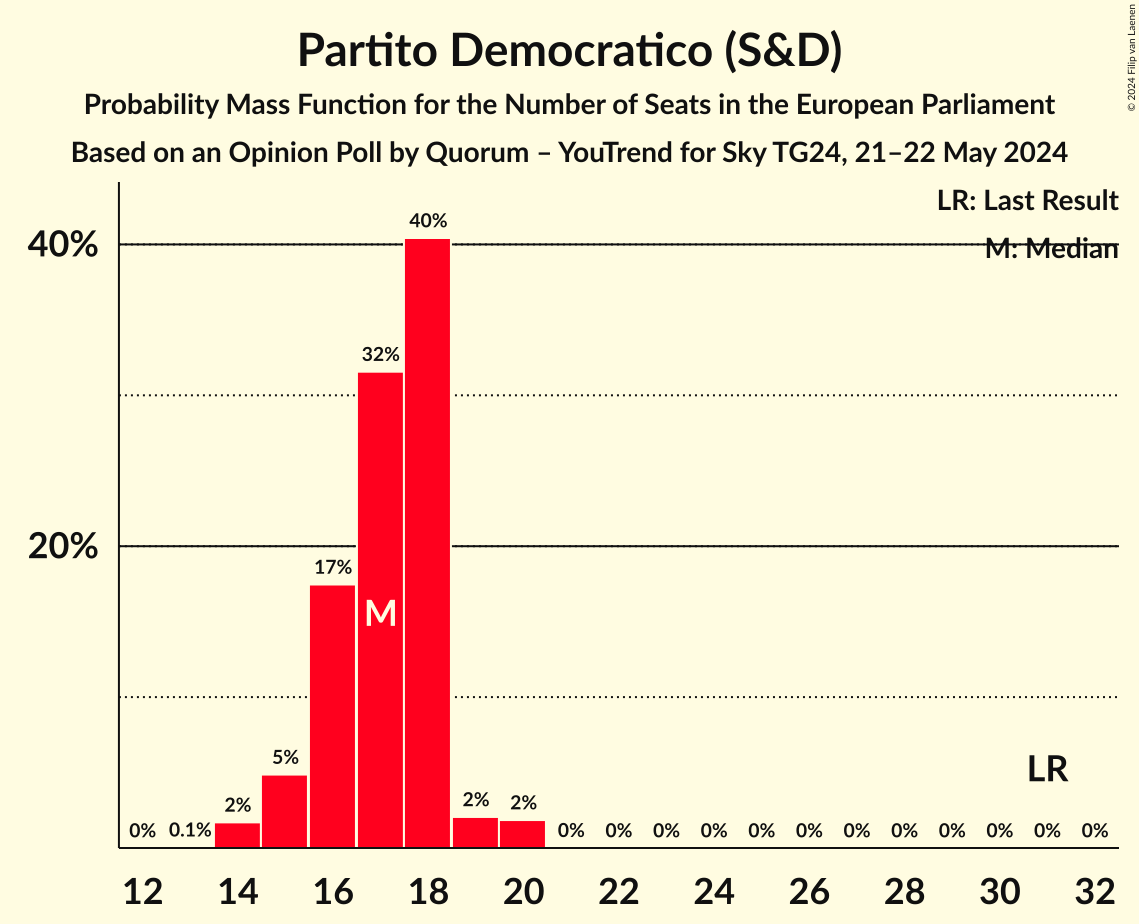 Partito Democratico (S&D)
Probability Mass Function for the Number of Seats in the European Parliament
Based on an Opinion Poll by Quorum – YouTrend for Sky TG24, 21–22 May 2024
© 2024 Filip van Laenen
LR: Last Result
M: Median
40%
20%
0% 0.1% 2% 5% 17% 32% 40% 2% 2% 0% 0% 0% 0% 0% 0% 0% 0% 0% 0% 0% 0%
M
LR
12 14 16 18 20 22 24 26 28 30 32